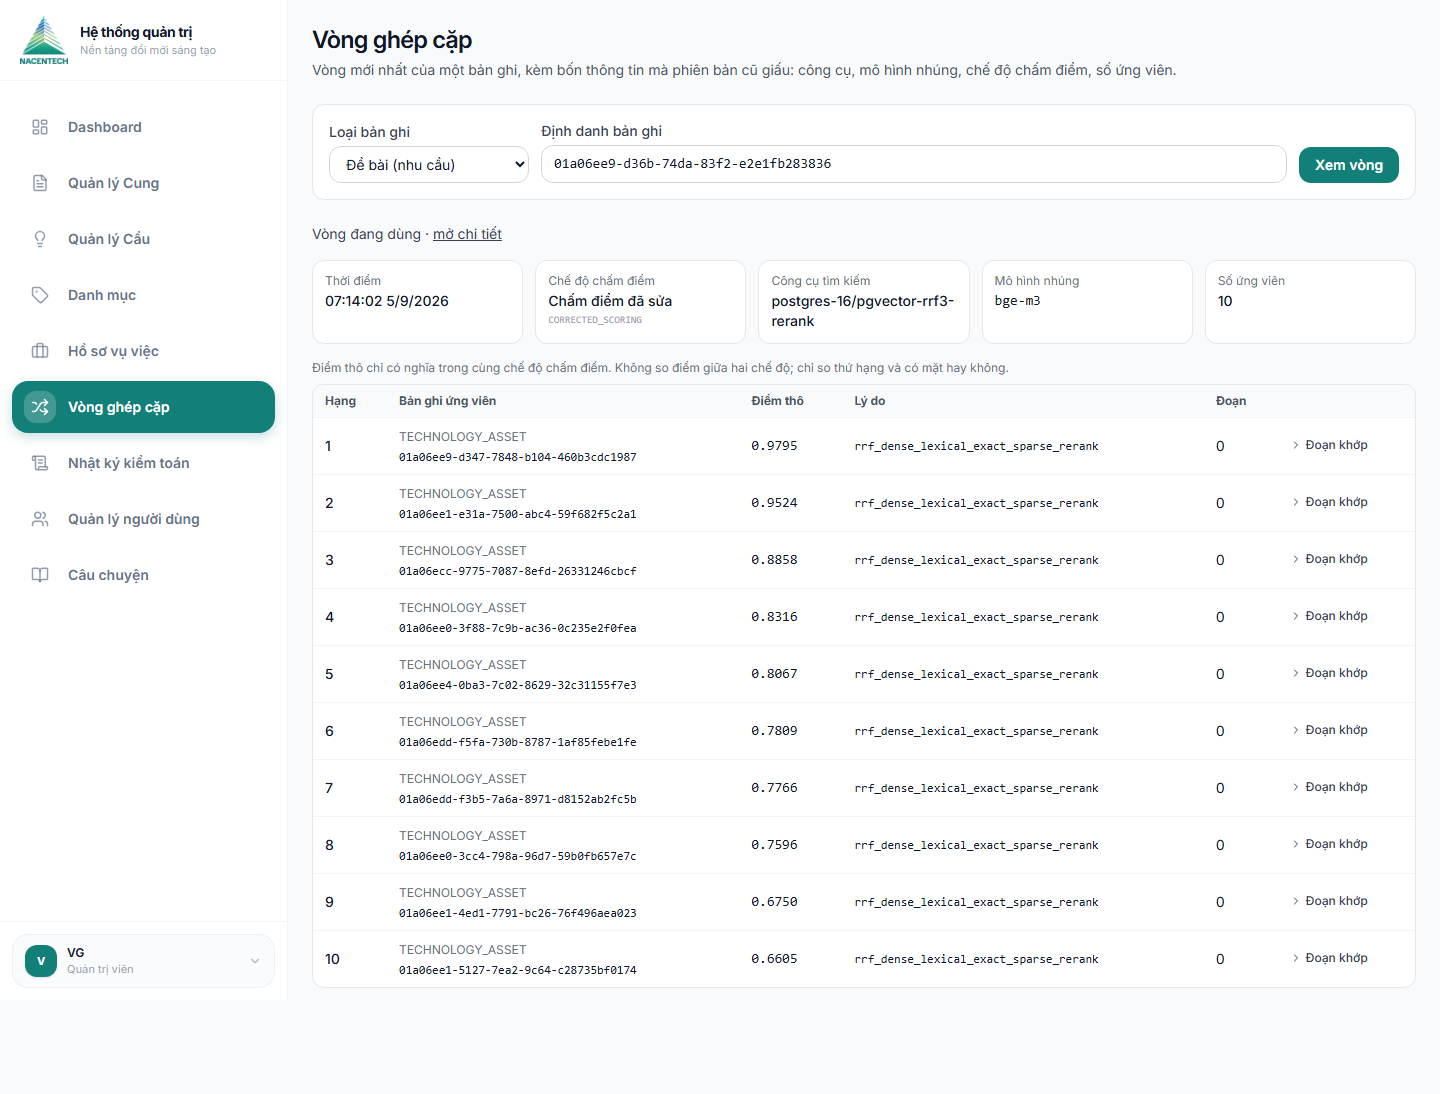 NACENTECH
Hệ thống quản trị
Nền tảng đổi mới sáng tạo
Dashboard
Quản lý Cung
Quản lý Cầu
Danh mục
Hồ sơ vụ việc
Vòng ghép cặp
Nhật ký kiểm toán
Quản lý người dùng
Câu chuyện
V
VG
Quản trị viên
Vòng ghép cặp
Vòng mới nhất của một bản ghi, kèm bốn thông tin mà phiên bản cũ giấu: công cụ, mô hình nhúng, chế độ chấm điểm, số ứng viên.
Loại bản ghi
Đề bài (nhu cầu)
Định danh bản ghi
01a06ee9-d36b-74da-83f2-e2e1fb283836
Xem vòng
Vòng đang dùng · mở chi tiết
Thời điểm
07:14:02 5/9/2026
Chế độ chấm điểm
Chấm điểm đã sửa
CORRECTED_SCORING
Công cụ tìm kiếm
postgres-16/pgvector-rrf3-
rerank
Mô hình nhúng
bge-m3
Số ứng viên
10
Điểm thô chỉ có nghĩa trong cùng chế độ chấm điểm. Không so điểm giữa hai chế độ; chỉ so thứ hạng và có mặt hay không.
Hạng Bản ghi ứng viên Điểm thô Lý do Đoạn
1 TECHNOLOGY_ASSET
01a06ee9-d347-7848-b104-460b3cdc1987 0.9795 rrf_dense_lexical_exact_sparse_rerank 0 Đoạn khớp
2 TECHNOLOGY_ASSET
01a06ee1-e31a-7500-abc4-59f682f5c2a1 0.9524 rrf_dense_lexical_exact_sparse_rerank 0 Đoạn khớp
3 TECHNOLOGY_ASSET
01a06ecc-9775-7087-8efd-26331246cbcf 0.8858 rrf_dense_lexical_exact_sparse_rerank 0 Đoạn khớp
4 TECHNOLOGY_ASSET
01a06ee0-3f88-7c9b-ac36-0c235e2f0fea 0.8316 rrf_dense_lexical_exact_sparse_rerank 0 Đoạn khớp
5 TECHNOLOGY_ASSET
01a06ee4-0ba3-7c02-8629-32c31155f7e3 0.8067 rrf_dense_lexical_exact_sparse_rerank 0 Đoạn khớp
6 TECHNOLOGY_ASSET
01a06edd-f5fa-730b-8787-1af85febe1fe 0.7809 rrf_dense_lexical_exact_sparse_rerank 0 Đoạn khớp
7 TECHNOLOGY_ASSET
01a06edd-f3b5-7a6a-8971-d8152ab2fc5b 0.7766 rrf_dense_lexical_exact_sparse_rerank 0 Đoạn khớp
8 TECHNOLOGY_ASSET
01a06ee0-3cc4-798a-96d7-59b0fb657e7c 0.7596 rrf_dense_lexical_exact_sparse_rerank 0 Đoạn khớp
9 TECHNOLOGY_ASSET
01a06ee1-4ed1-7791-bc26-76f496aea023 0.6750 rrf_dense_lexical_exact_sparse_rerank 0 Đoạn khớp
10 TECHNOLOGY_ASSET
01a06ee1-5127-7ea2-9c64-c28735bf0174 0.6605 rrf_dense_lexical_exact_sparse_rerank 0 Đoạn khớp